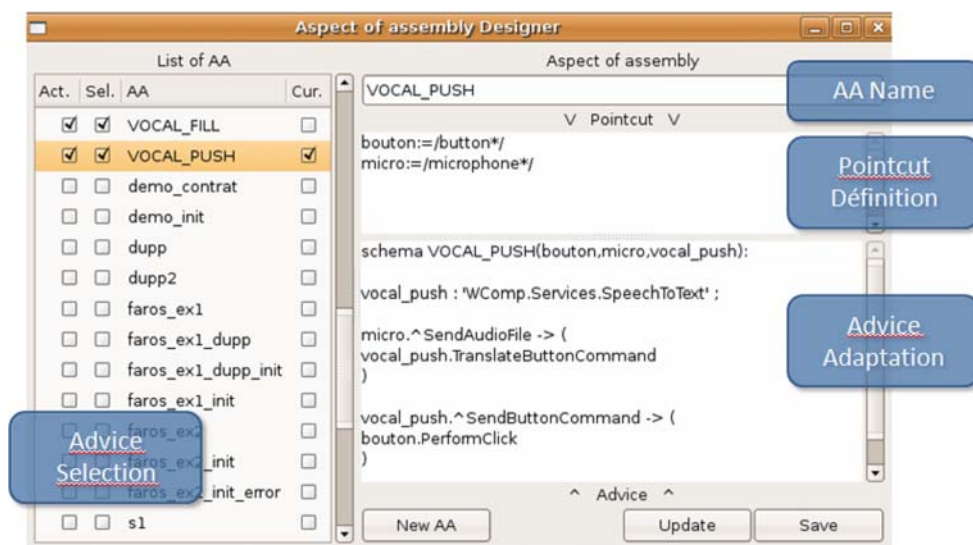 Aspect of assembly Designer
List of AA
Act. Sel. AA Cur.
VOCAL_FILL
VOCAL_PUSH
demo_contrat
demo_init
dupp
dupp2
faros_ex1
faros_ex1_dupp
faros_ex1_dupp_init
faros_ex1_init
faros_ex2
faros_ex2_init
faros_ex2_init_error
s1
Advice
Selection
Aspect of assembly
VOCAL_PUSH
AA Name
V Pointcut V
bouton:=/button*/
micro:=/microphone*/
Pointcut
Définition
schema VOCAL_PUSH(bouton,micro,vocal_push):
vocal_push : 'WComp.Services.SpeechToText' ;
micro.^SendAudioFile -> (
vocal_push.TranslateButtonCommand
)
vocal_push.^SendButtonCommand -> (
bouton.PerformClick
)
Advice
Adaptation
^ Advice ^
New AA
Update
Save